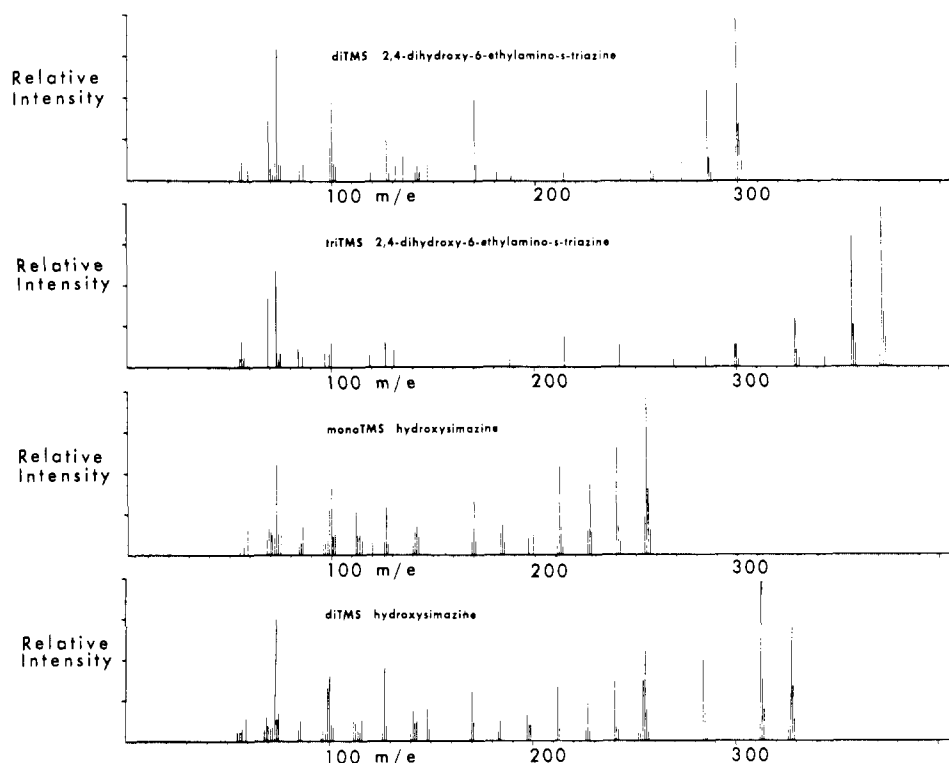 diTMS 2,4-dihydroxy-6-ethylamino-s-triazine
Relative
Intensity
100 m/e 200 300
triTMS 2,4-dihydroxy-6-ethylamino-s-triazine
Relative
Intensity
100 m/e 200 300
monoTMS hydroxysimazine
Relative
Intensity
100 m/e 200 300
diTMS hydroxysimazine
Relative
Intensity
100 m/e 200 300